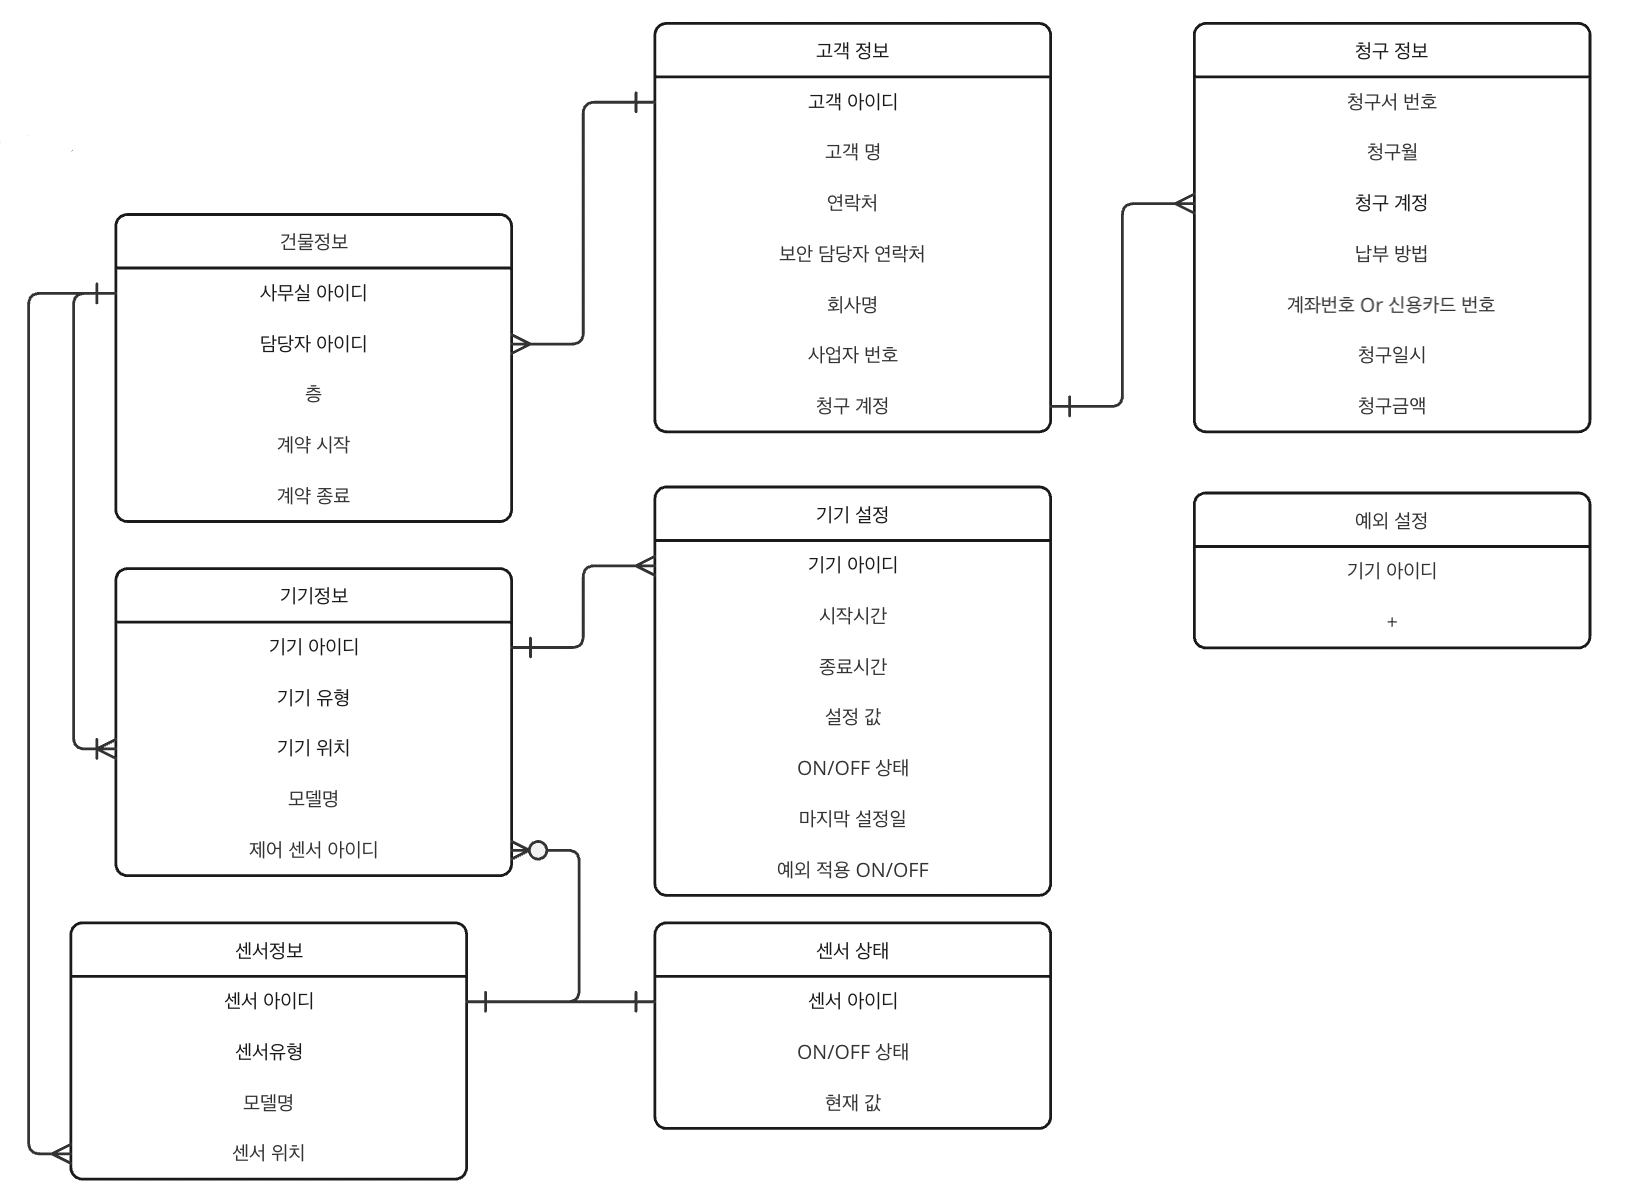 고객 정보
고객 아이디
고객 명
연락처
보안 담당자 연락처
회사명
사업자 번호
청구 계정
청구 정보
청구서 번호
청구월
청구 계정
납부 방법
계좌번호 Or 신용카드 번호
청구일시
청구금액
건물정보
사무실 아이디
담당자 아이디
층
계약 시작
계약 종료
기기 설정
기기 아이디
시작시간
종료시간
설정 값
ON/OFF 상태
마지막 설정일
예외 적용 ON/OFF
예외 설정
기기 아이디
+
기기정보
기기 아이디
기기 유형
기기 위치
모델명
제어 센서 아이디
센서정보
센서 아이디
센서유형
모델명
센서 위치
센서 상태
센서 아이디
ON/OFF 상태
현재 값